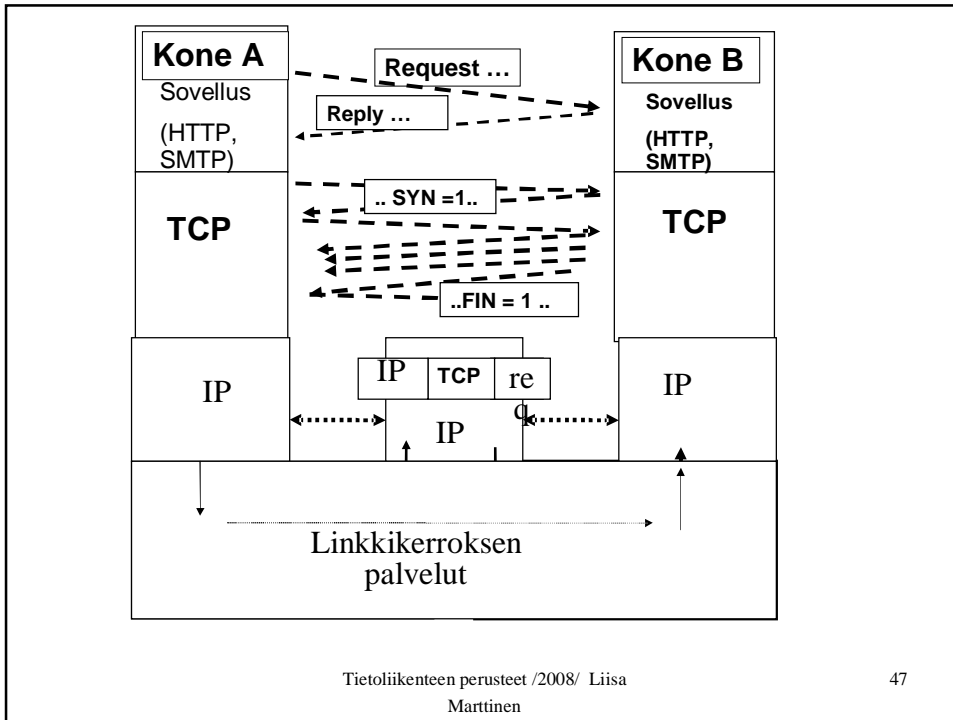 Kone A
Sovellus
(HTTP,
SMTP)
Request …
Reply …
Kone B
Sovellus
(HTTP,
SMTP)
TCP
.. SYN =1..
..FIN = 1 ..
TCP
IP
IP TCP re
q
IP
IP
Linkkikerroksen
palvelut
Tietoliikenteen perusteet /2008/ Liisa
Marttinen
47